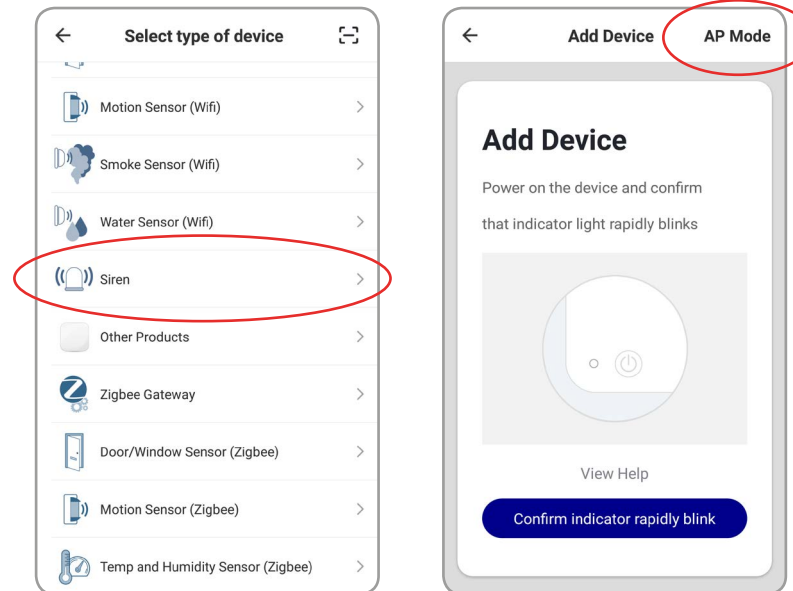 Select type of device
Motion Sensor (Wifi)
Smoke Sensor (Wifi)
Water Sensor (Wifi)
Siren
Other Products
Zigbee Gateway
Door/Window Sensor (Zigbee)
Motion Sensor (Zigbee)
Temp and Humidity Sensor (Zigbee)
Add Device
AP Mode
Add Device
Power on the device and confirm
that indicator light rapidly blinks
View Help
Confirm indicator rapidly blink